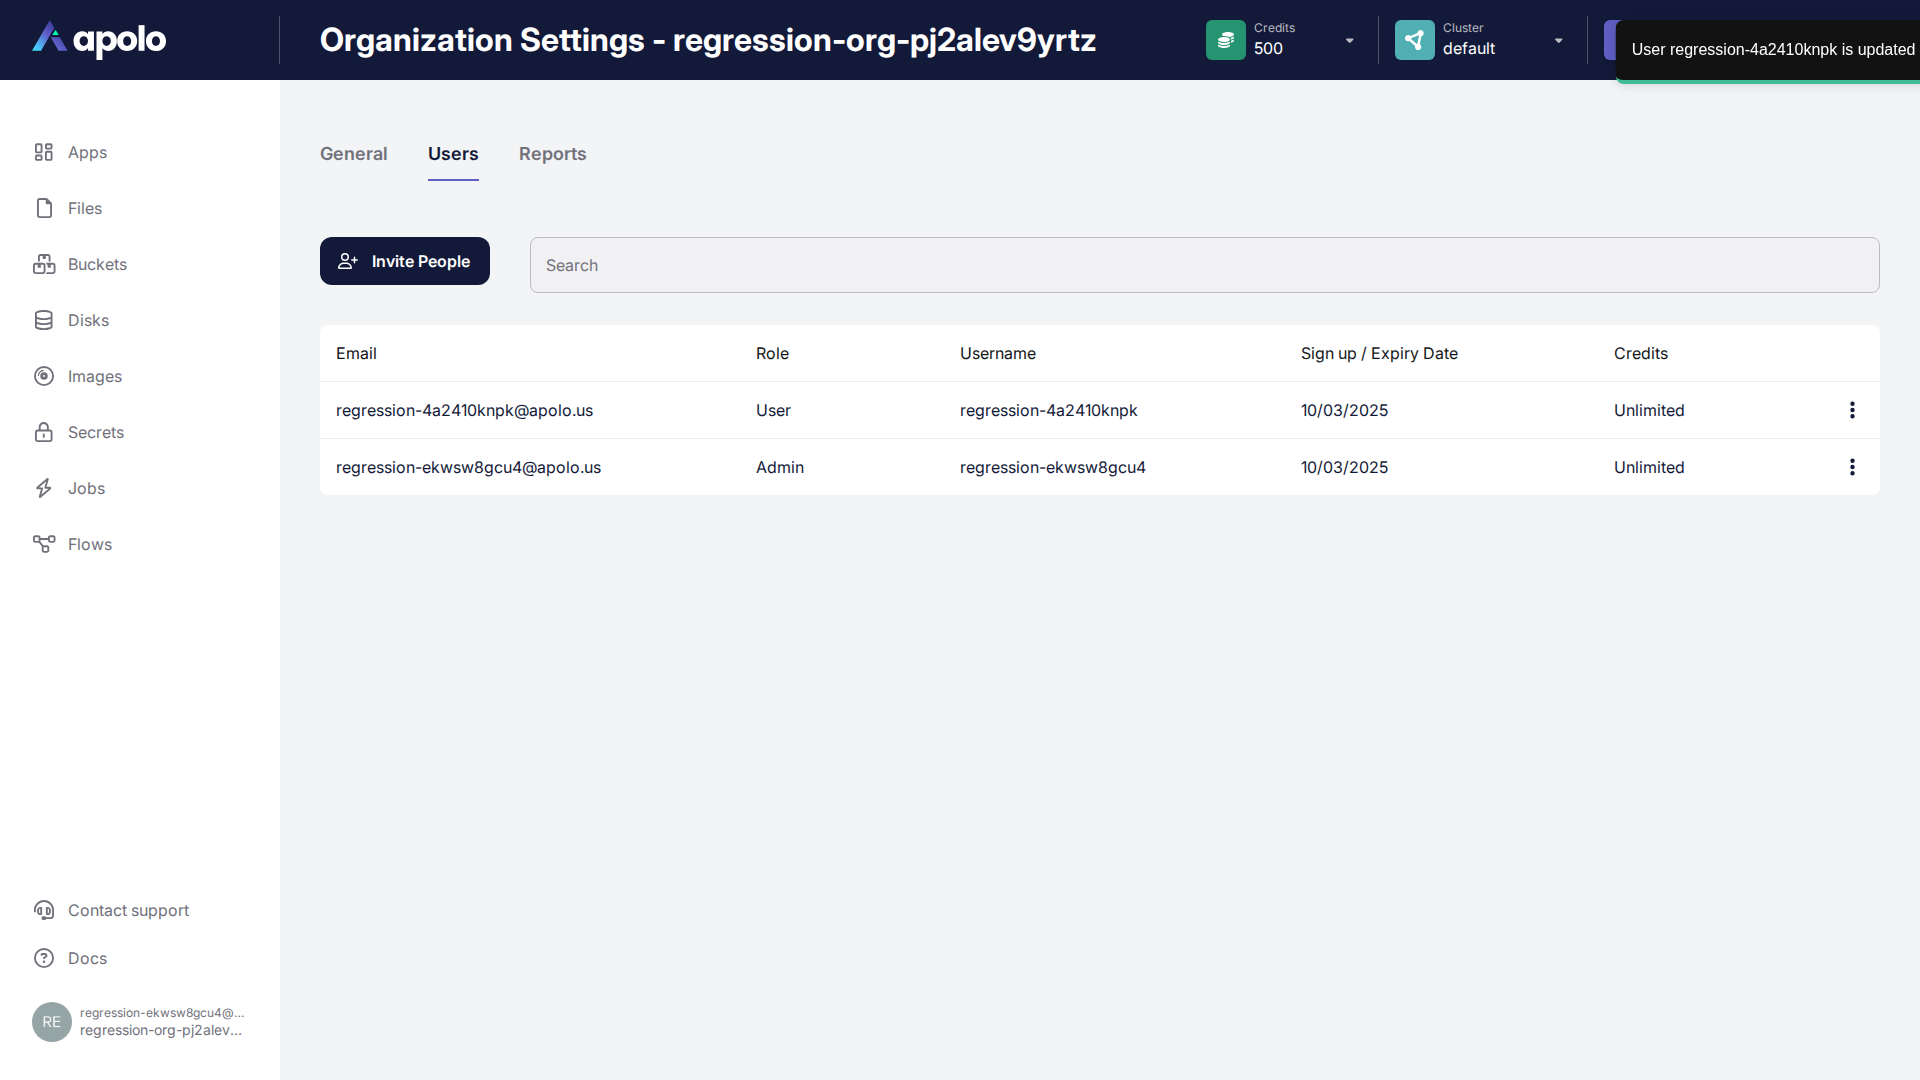 apolo
Organization Settings - regression-org-pj2alev9yrtz
Credits
500
Cluster
default
User regression-4a2410knpk is updated
Apps
Files
Buckets
Disks
Images
Secrets
Jobs
Flows
General Users Reports
Invite People
Search
Email Role Username Sign up / Expiry Date Credits
regression-4a2410knpk@apolo.us User regression-4a2410knpk 10/03/2025 Unlimited
regression-ekwsw8gcu4@apolo.us Admin regression-ekwsw8gcu4 10/03/2025 Unlimited
Contact support
Docs
RE
regression-ekwsw8gcu4@...
regression-org-pj2alev...